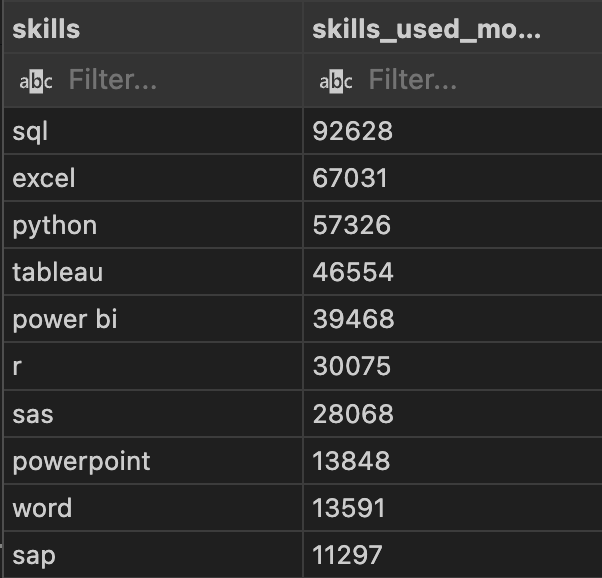 skills skills_used_mo...
abc Filter... abc Filter...
sql 92628
excel 67031
python 57326
tableau 46554
power bi 39468
r 30075
sas 28068
powerpoint 13848
word 13591
sap 11297